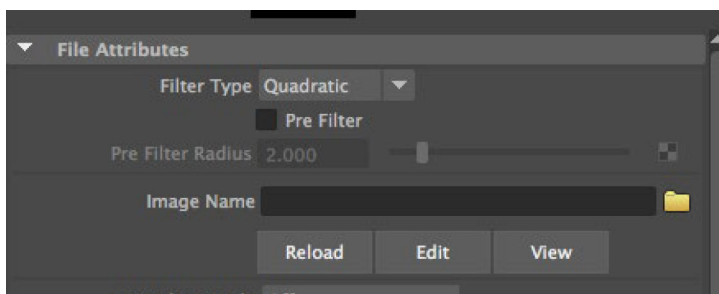 File Attributes
Filter Type Quadratic
Pre Filter
Pre Filter Radius 2.000
Image Name
Reload Edit View